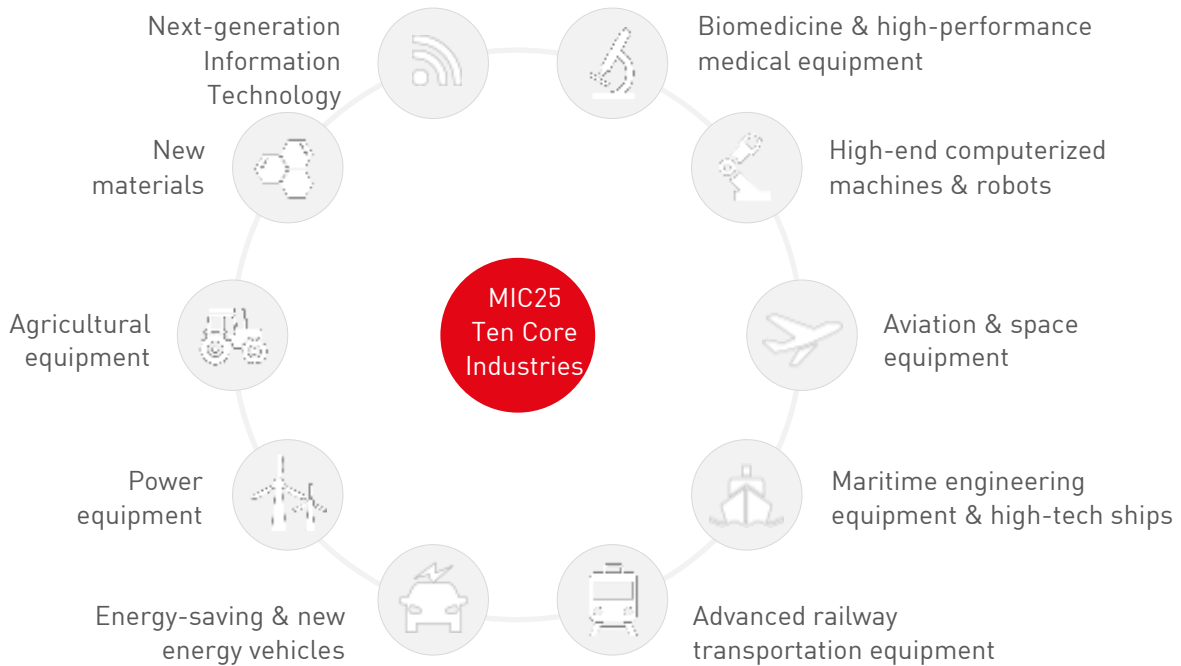 Next-generation
Information
Technology
Biomedicine & high-performance
medical equipment
New
materials
High-end computerized
machines & robots
MIC25
Ten Core
Industries
Agricultural
equipment
Aviation & space
equipment
Power
equipment
Maritime engineering
equipment & high-tech ships
Energy-saving & new
energy vehicles
Advanced railway
transportation equipment